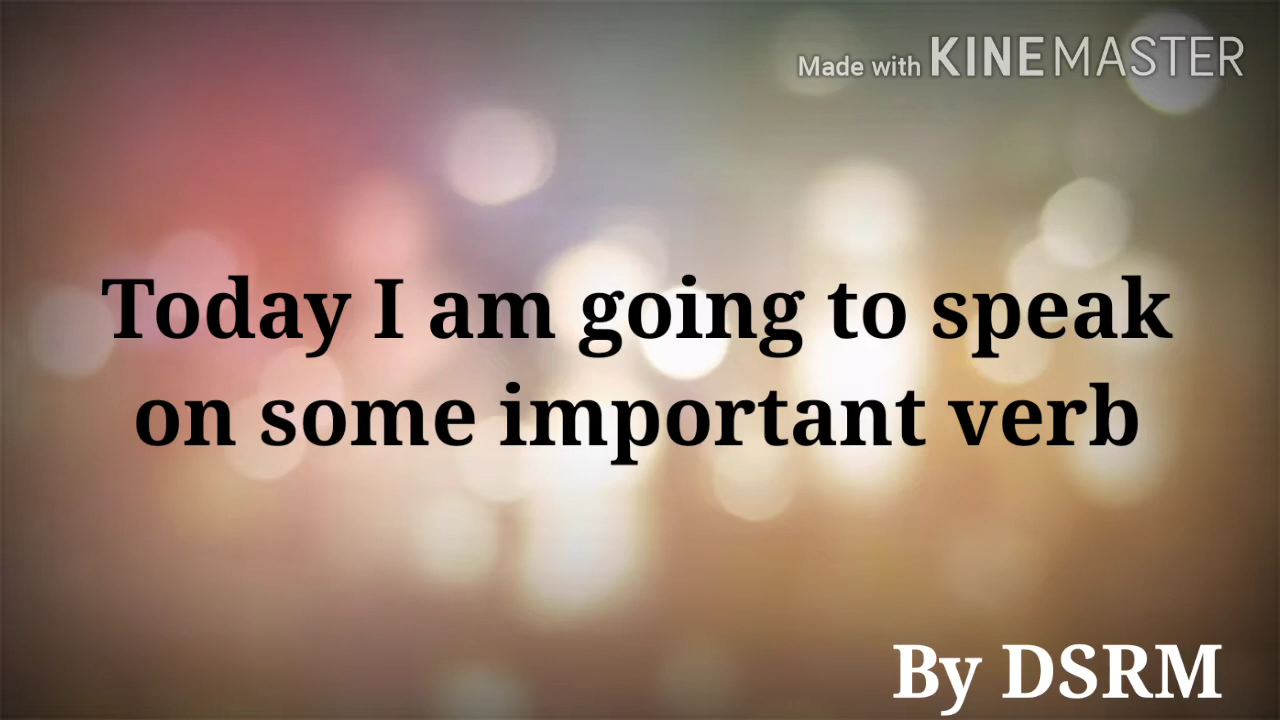 Made with KINEMASTER
Today I am going to speak
on some important verb
By DSRM